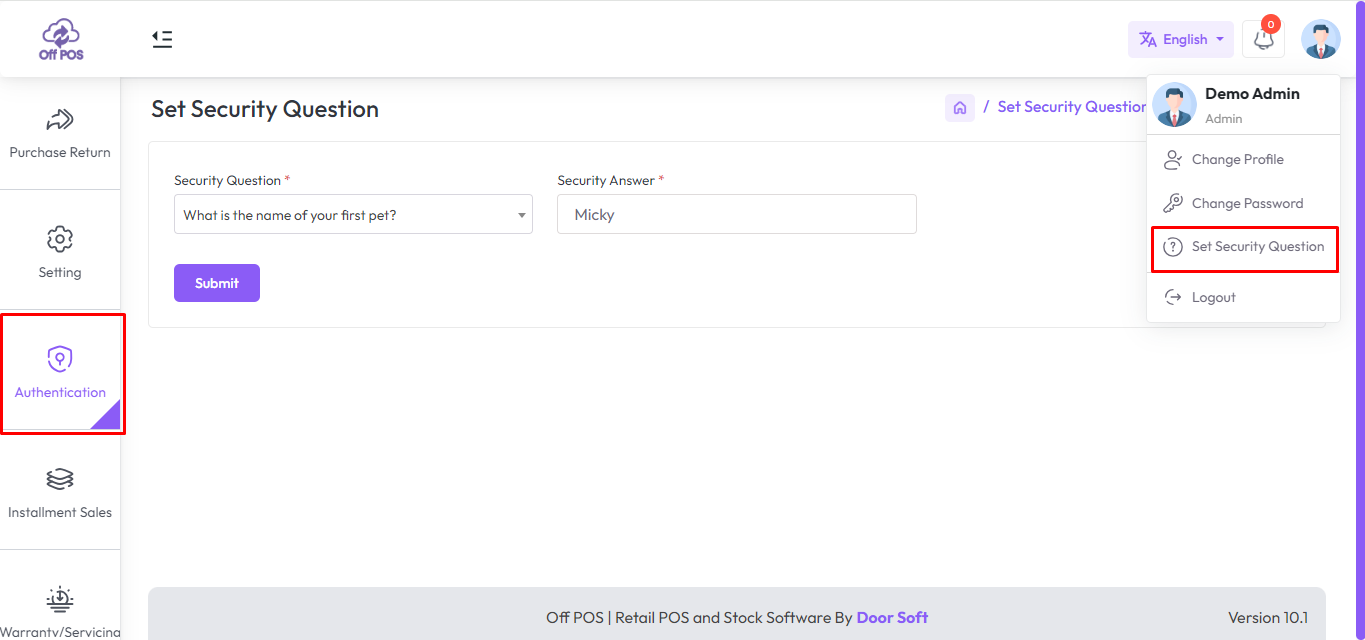 Off POS
English
0
Demo Admin
Admin
Change Profile
Change Password
Set Security Question
Logout
Purchase Return
Setting
Authentication
Installment Sales
Warranty/Servicing
Set Security Question
/ Set Security Question
Security Question *
What is the name of your first pet?
Security Answer *
Micky
Submit
Off POS | Retail POS and Stock Software By Door Soft
Version 10.1